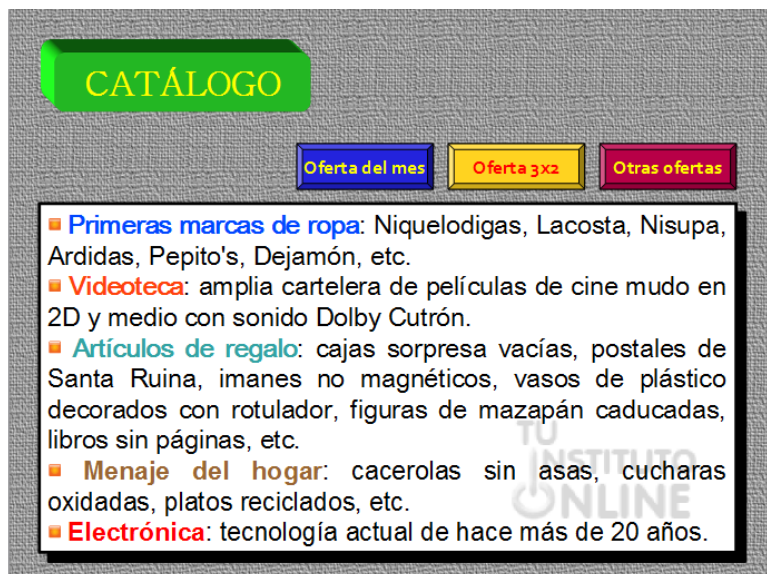 CATÁLOGO
Oferta del mes
Oferta 3x2
Otras ofertas
Primeras marcas de ropa: Niquelodigas, Lacosta, Nisupa,
Ardidas, Pepito's, Dejamón, etc.
Videoteca: amplia cartelera de películas de cine mudo en
2D y medio con sonido Dolby Cutrón.
Artículos de regalo: cajas sorpresa vacías, postales de
Santa Ruina, imanes no magnéticos, vasos de plástico
decorados con rotulador, figuras de mazapán caducadas,
libros sin páginas, etc.
Menaje del hogar: cacerolas sin asas, cucharas
oxidadas, platos reciclados, etc.
Electrónica: tecnología actual de hace más de 20 años.
TU
INSTITUTO
ONLINE